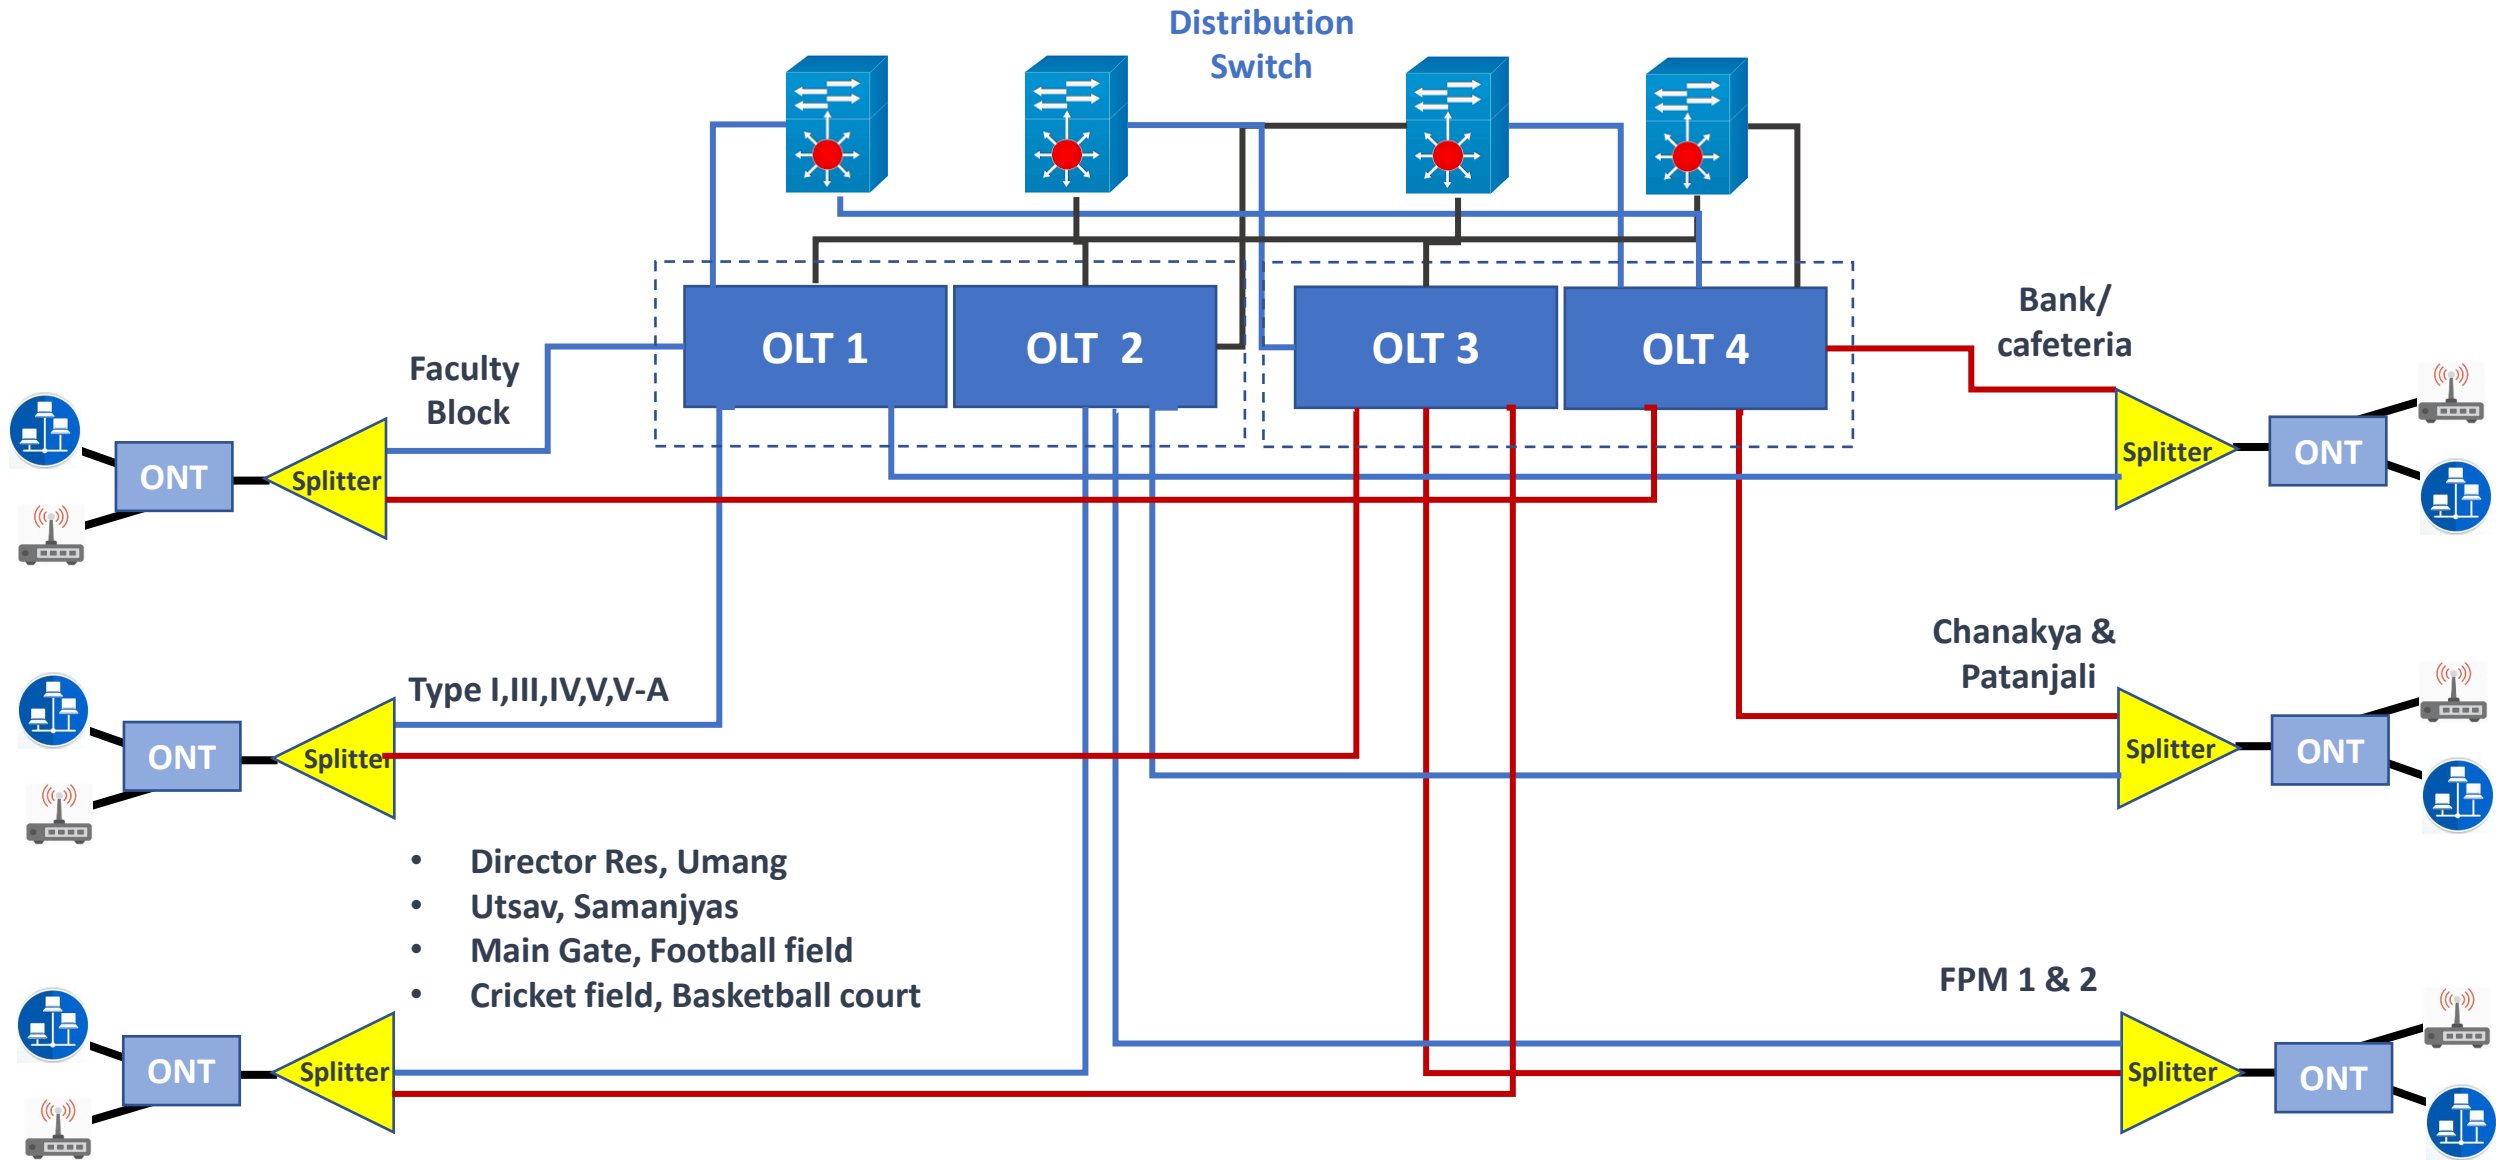 Distribution
Switch
OLT 1
OLT 2
OLT 3
OLT 4
Faculty
Block
Bank/
cafeteria
ONT
Splitter
Splitter
ONT
Type I,III,IV,V,V-A
Chanakya &
Patanjali
ONT
Splitter
Splitter
ONT
• Director Res, Umang
• Utsav, Samanjyas
• Main Gate, Football field
• Cricket field, Basketball court
FPM 1 & 2
ONT
Splitter
Splitter
ONT